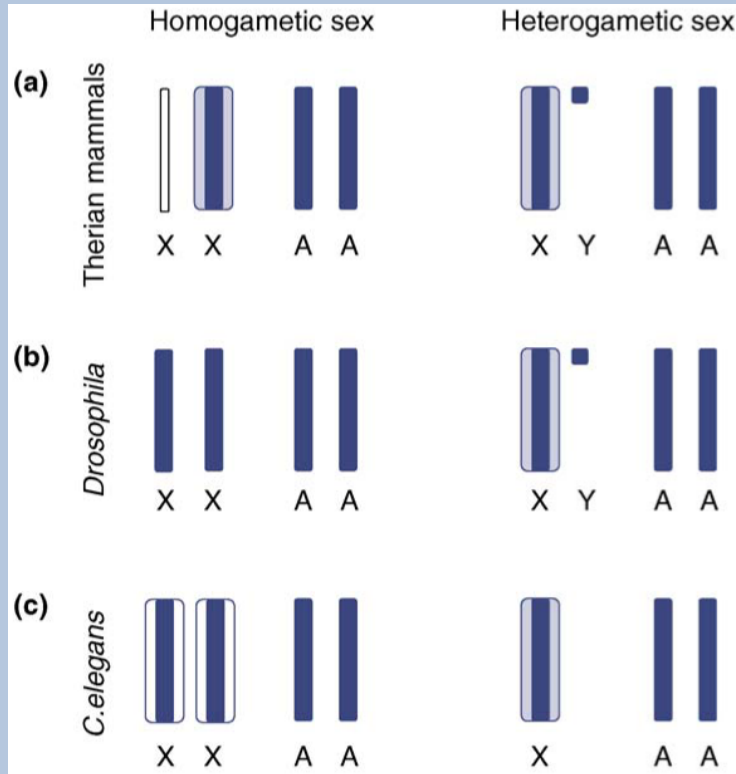 Homogametic sex
Heterogametic sex
(a)
Therian mammals
X X A A
X Y A A
(b)
Drosophila
X X A A
X Y A A
(c)
C.elegans
X X A A
X A A